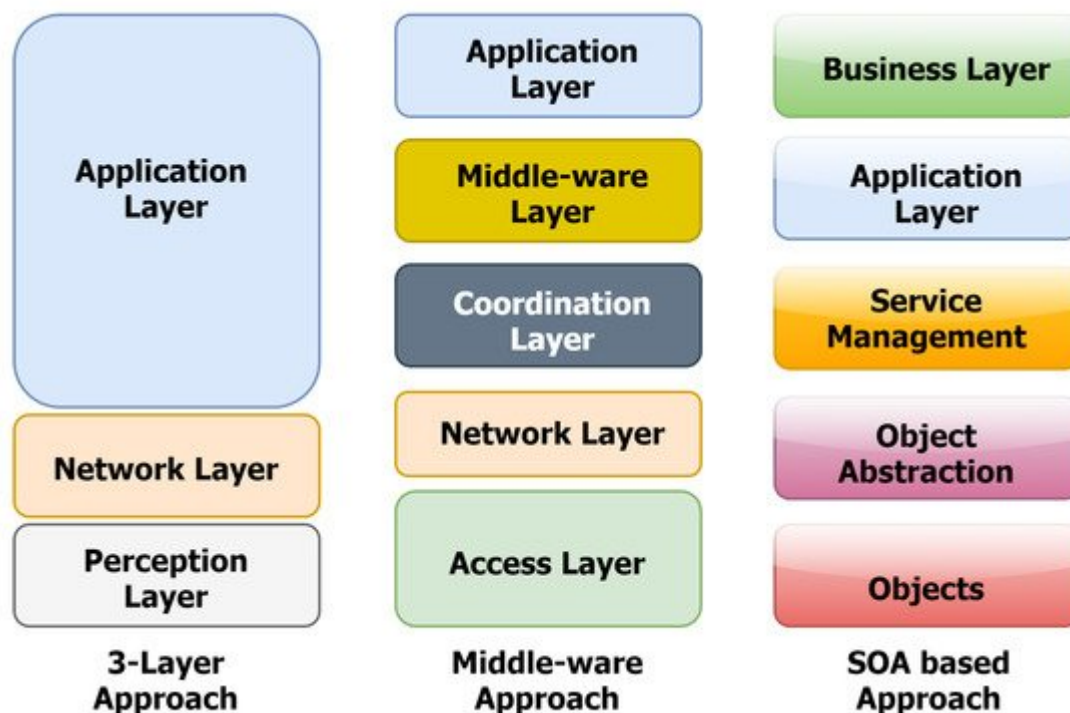 Application
Layer
Network Layer
Perception
Layer
3-Layer
Approach
Application
Layer
Middle-ware
Layer
Coordination
Layer
Network Layer
Access Layer
Middle-ware
Approach
Business Layer
Application
Layer
Service
Management
Object
Abstraction
Objects
SOA based
Approach